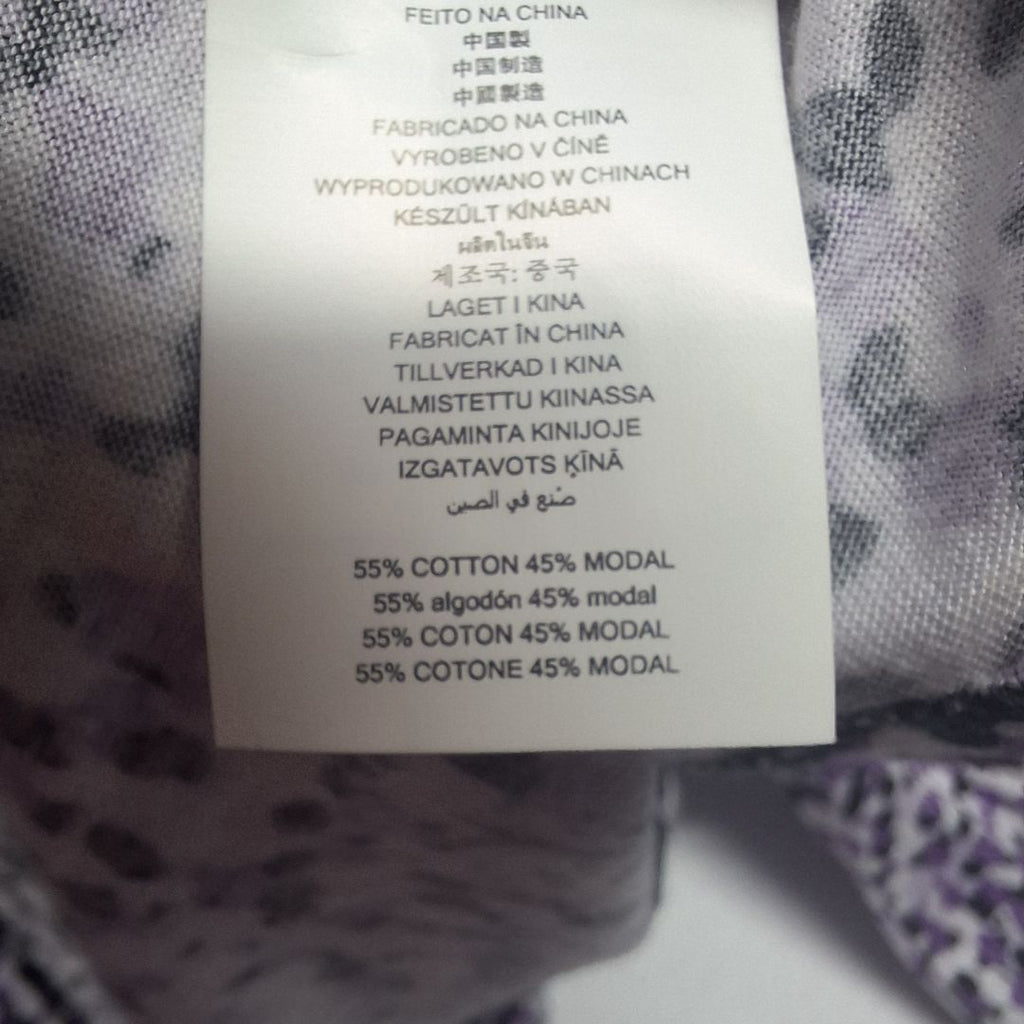 FEITO NA CHINA
中国製
中国制造
中國製造
FABRICADO NA CHINA
VYROBENO V ČÍNĚ
WYPRODUKOWANO W CHINACH
KÉSZÜLT KÍNÁBAN
ผลิตในจีน
제조국: 중국
LAGET I KINA
FABRICAT ÎN CHINA
TILLVERKAD I KINA
VALMISTETTU KIINASSA
PAGAMINTA KINIJOJE
IZGATAVOTS ĶĪNĀ
صُنع في الصين
55% COTTON 45% MODAL
55% algodón 45% modal
55% COTON 45% MODAL
55% COTONE 45% MODAL